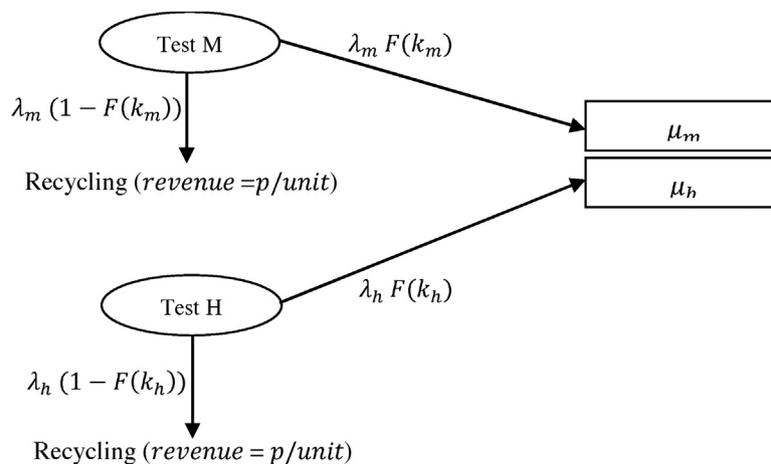 Test M
λ_m F(k_m)
λ_m (1 − F(k_m))
μ_m
Recycling (revenue =p/unit)
μ_h
Test H
λ_h F(k_h)
λ_h (1 − F(k_h))
Recycling (revenue = p/unit)